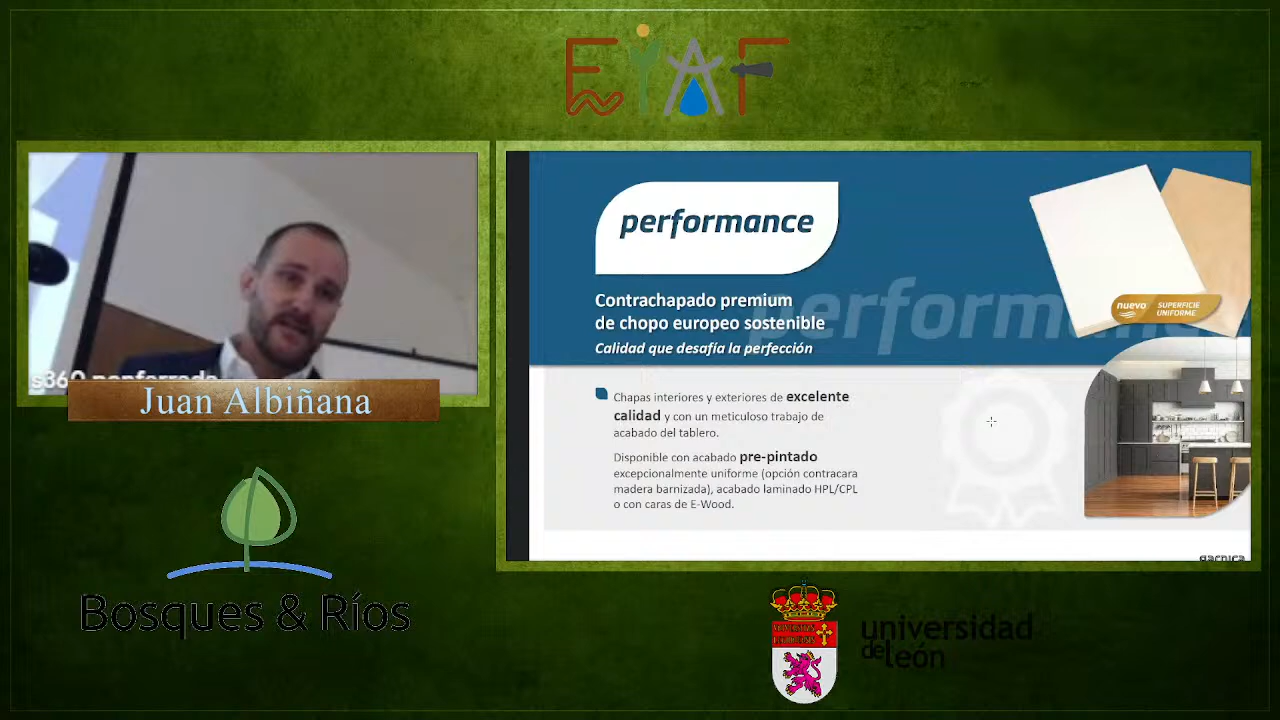 EIAF
performance
Contrachapado premium
de chopo europeo sostenible
Calidad que desafía la perfección
nuevo
SUPERFICIE
UNIFORME
Chapas interiores y exteriores de excelente
calidad y con un meticuloso trabajo de
acabado del tablero.
Disponible con acabado pre-pintado
excepcionalmente uniforme (opción contracara
madera barnizada), acabado laminado HPL/CPL
o con caras de E-Wood.
garnica
Juan Albiñana
Bosques & Ríos
universidad
de león